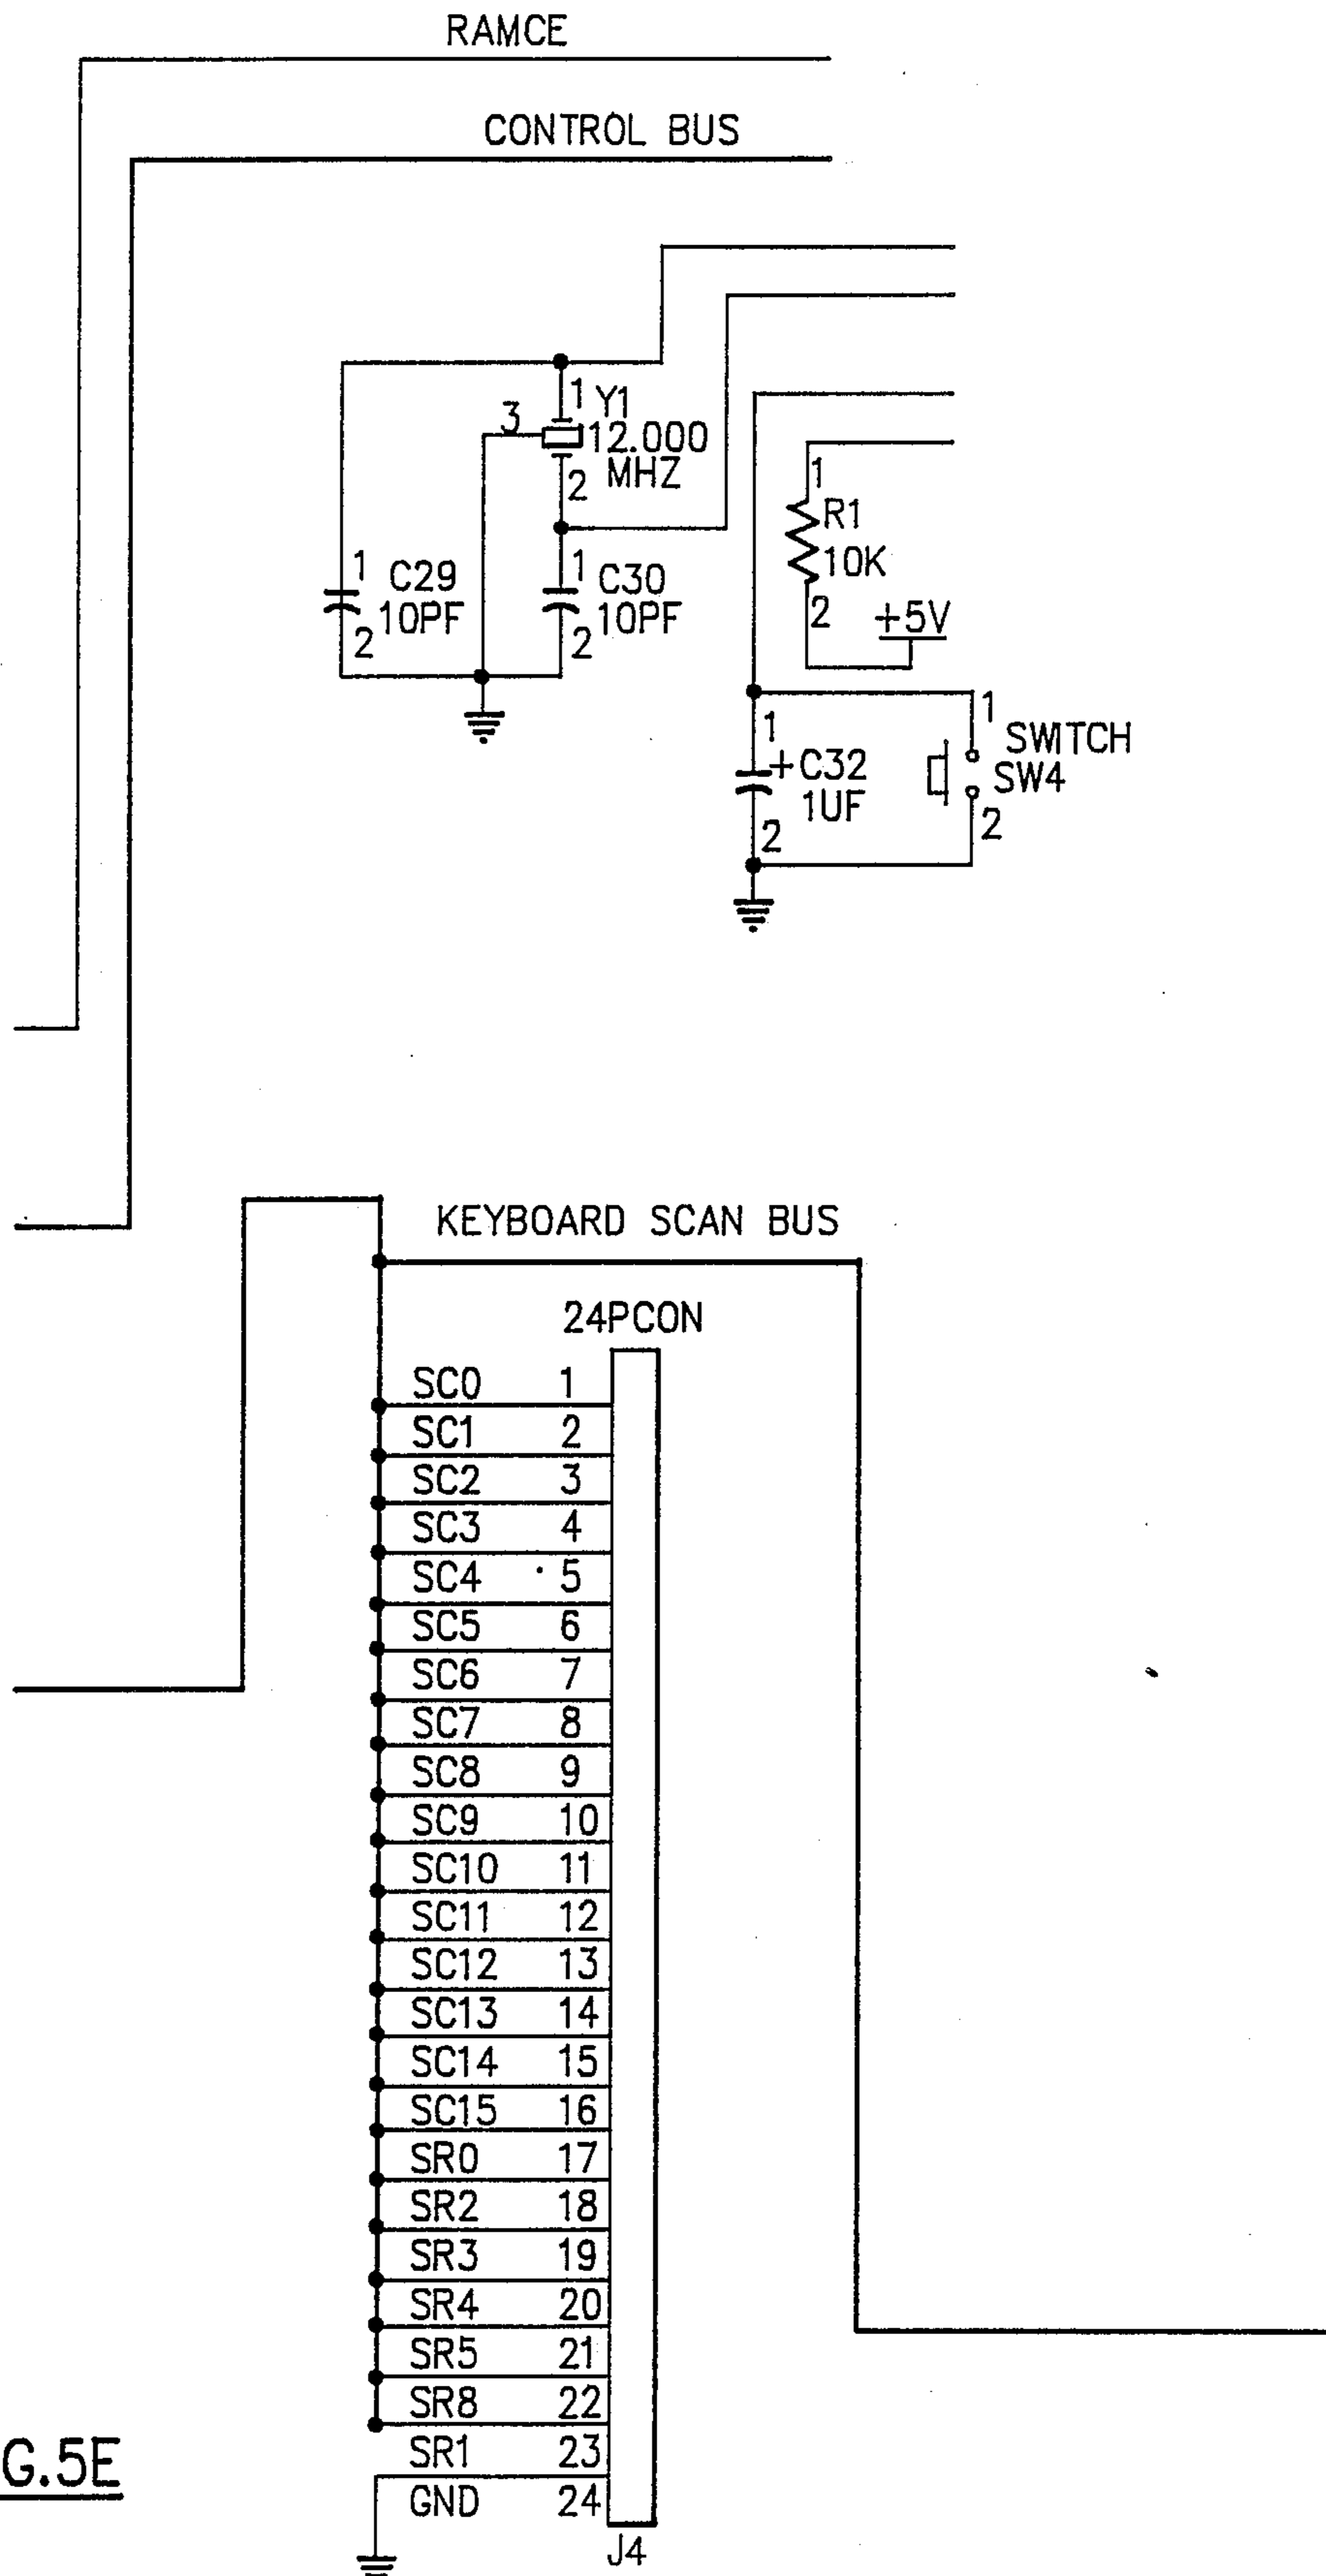 RAMCE
CONTROL BUS
1 Y1
3 12.000
MHZ
2
1 C29
10PF
2
1 C30
10PF
2
1
R1
10K
2 +5V
1
+C32
1UF
2
1
SWITCH
SW4
2
KEYBOARD SCAN BUS
24PCON
SC0 1
SC1 2
SC2 3
SC3 4
SC4 5
SC5 6
SC6 7
SC7 8
SC8 9
SC9 10
SC10 11
SC11 12
SC12 13
SC13 14
SC14 15
SC15 16
SR0 17
SR2 18
SR3 19
SR4 20
SR5 21
SR8 22
SR1 23
GND 24
J4
G.5E